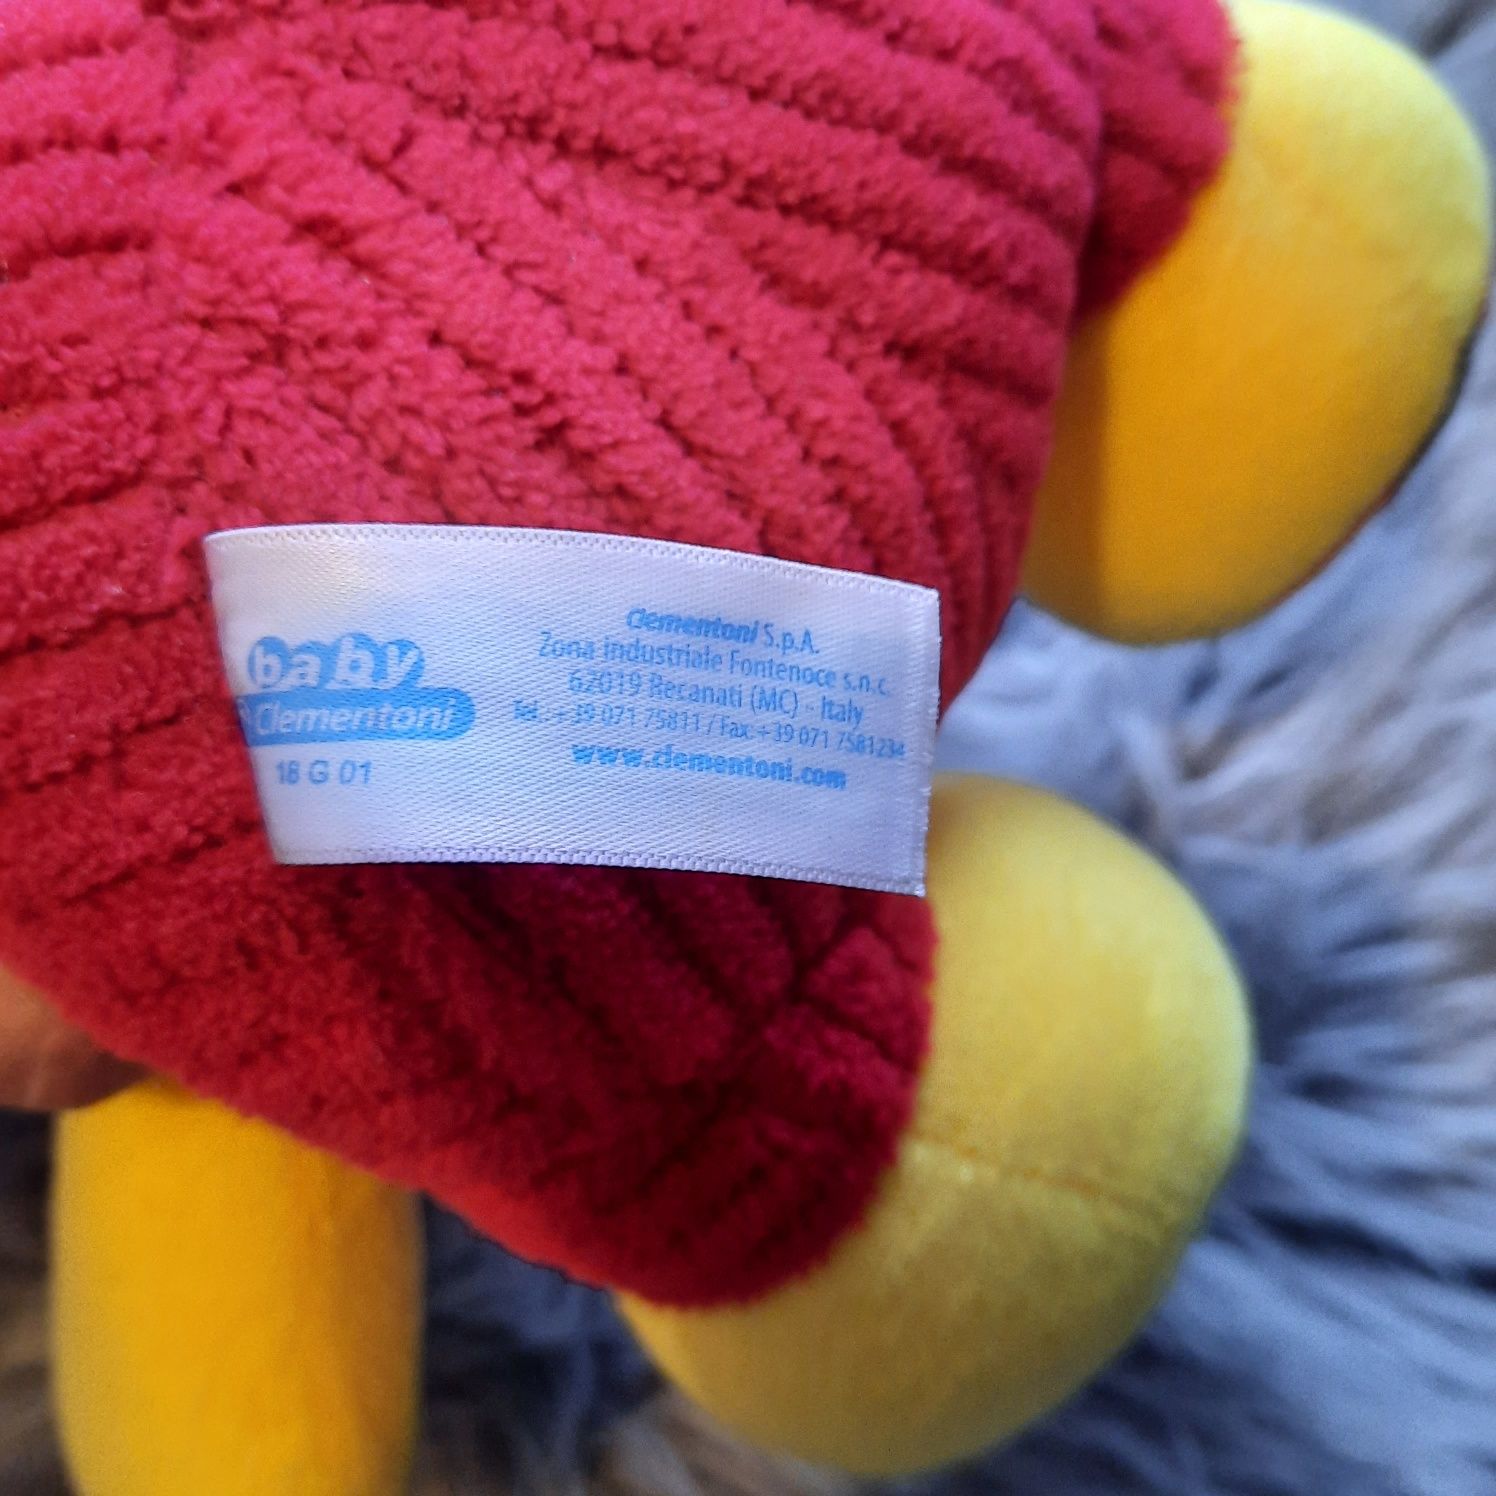 baby
Clementoni
18 G 01
Clementoni S.p.A.
Zona Industriale Fontenoce s.n.c.
62019 Recanati (MC) - Italy
Tel.: +39 071 75811 / Fax +39 071 7581234
www.clementoni.com